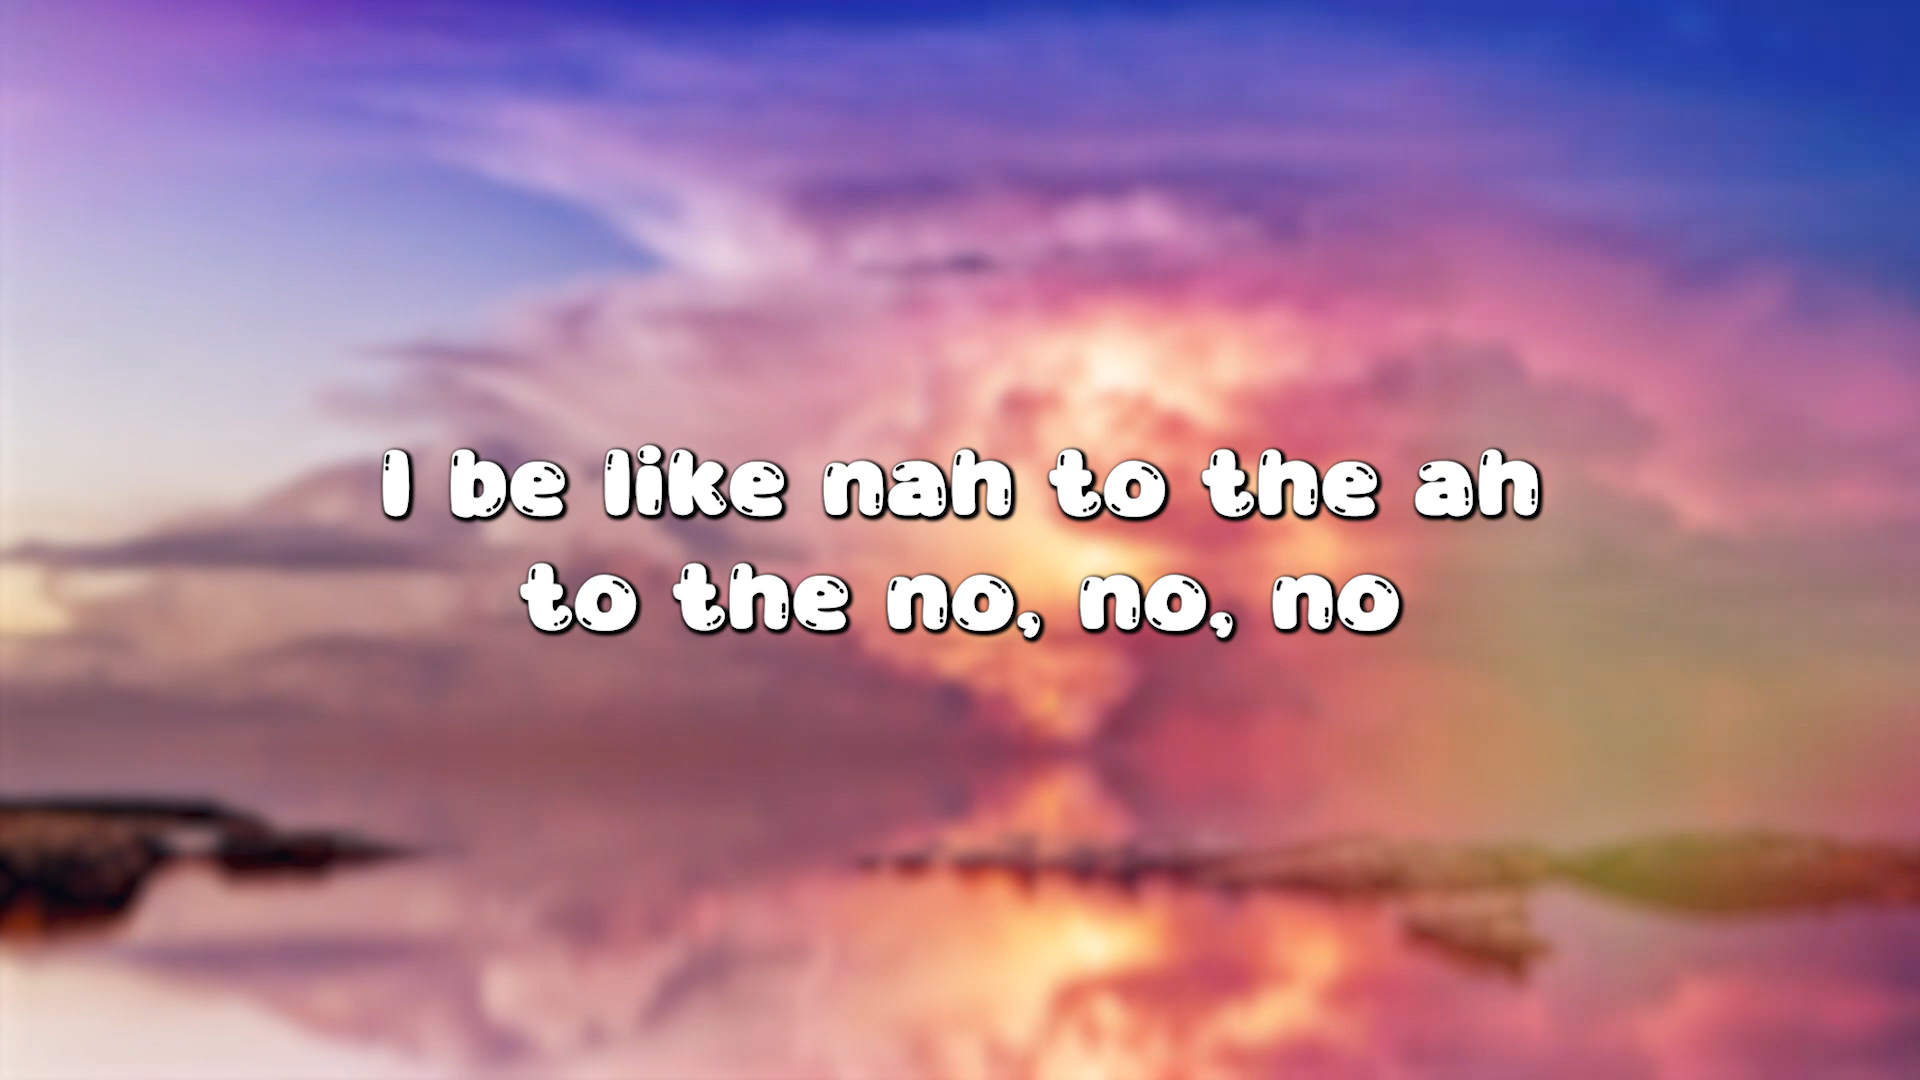 I be like nah to the ah
to the no, no, no